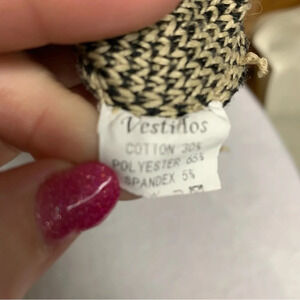 Vestidos
COTTON 30%
POLYESTER 65%
SPANDEX 5%